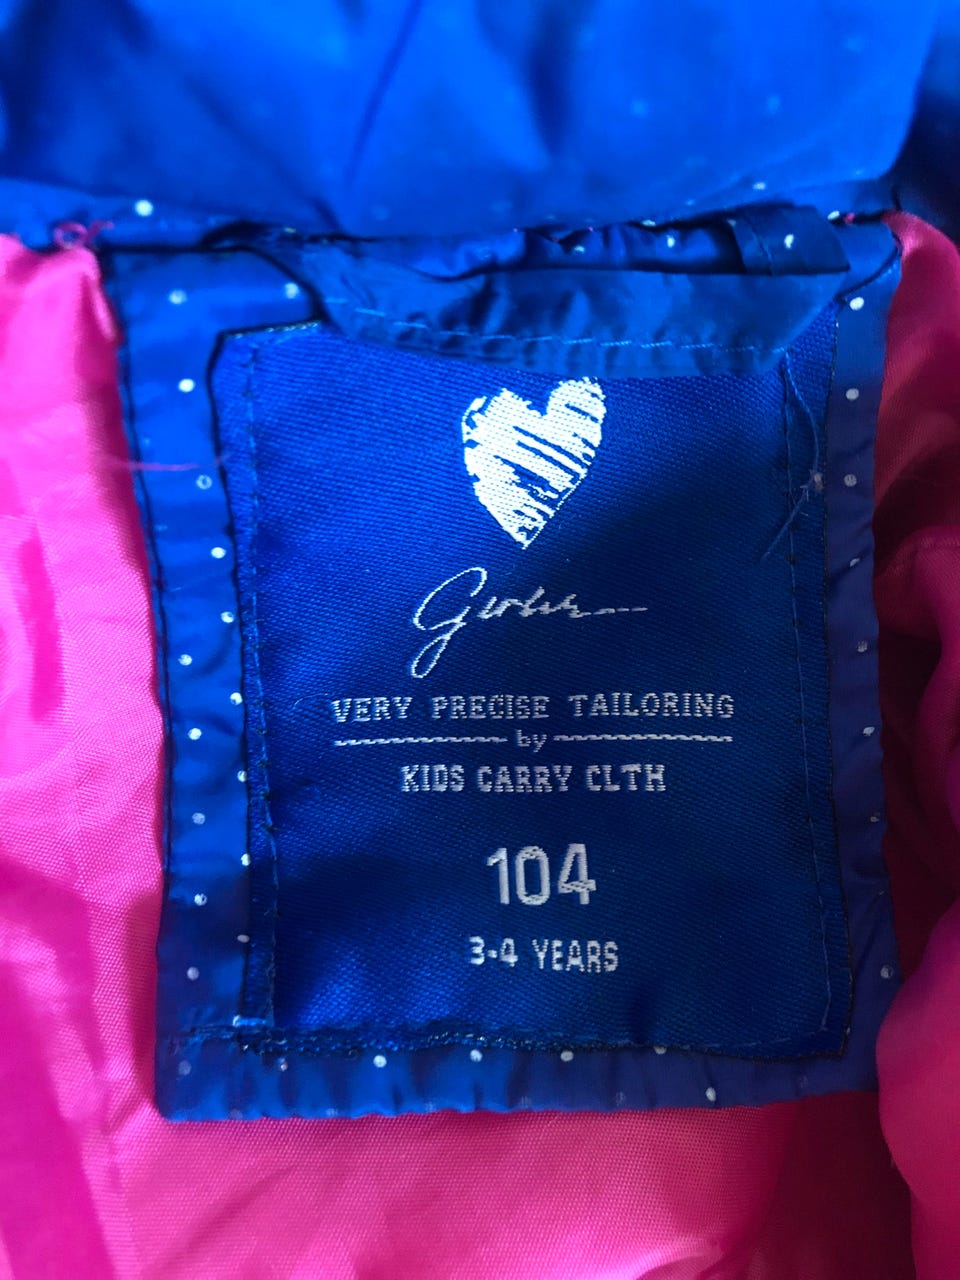 VERY PRECISE TAILORING
by
KIDS CARRY CLTH
104
3-4 YEARS